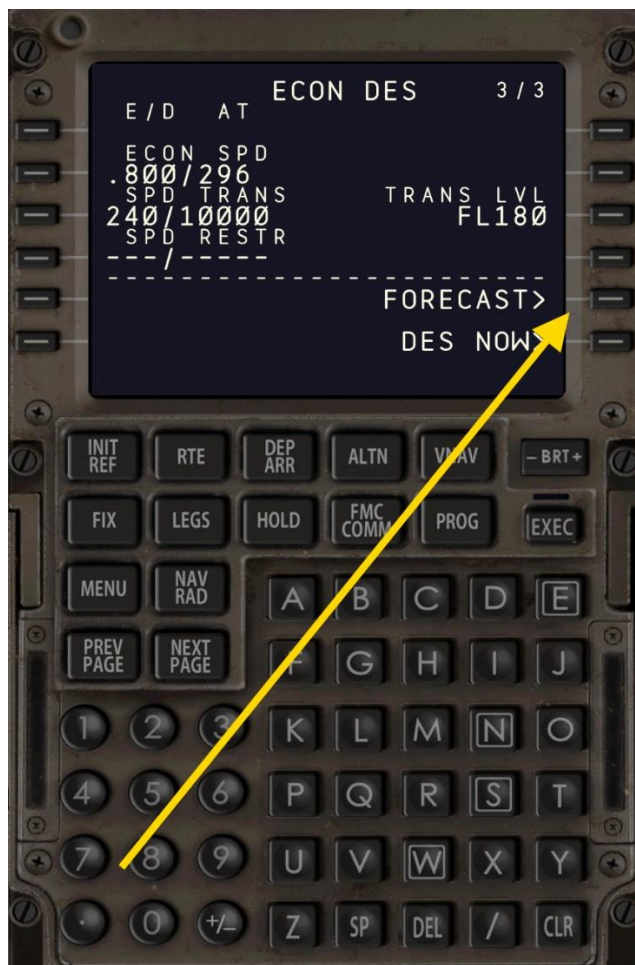 ECON DES 3/3
E/D AT
ECON SPD
.800/296
SPD TRANS TRANS LVL
240/10000 FL180
SPD RESTR
---/-----
--------------------------
FORECAST>
DES NOW>
INIT REF RTE DEP ARR ALTN VNAV - BRT +
FIX LEGS HOLD FMC COMM PROG EXEC
MENU NAV RAD A B C D E
PREV PAGE NEXT PAGE F G H I J
1 2 3 K L M N O
4 5 6 P Q R S T
7 8 9 U V W X Y
. 0 +/- Z SP DEL / CLR